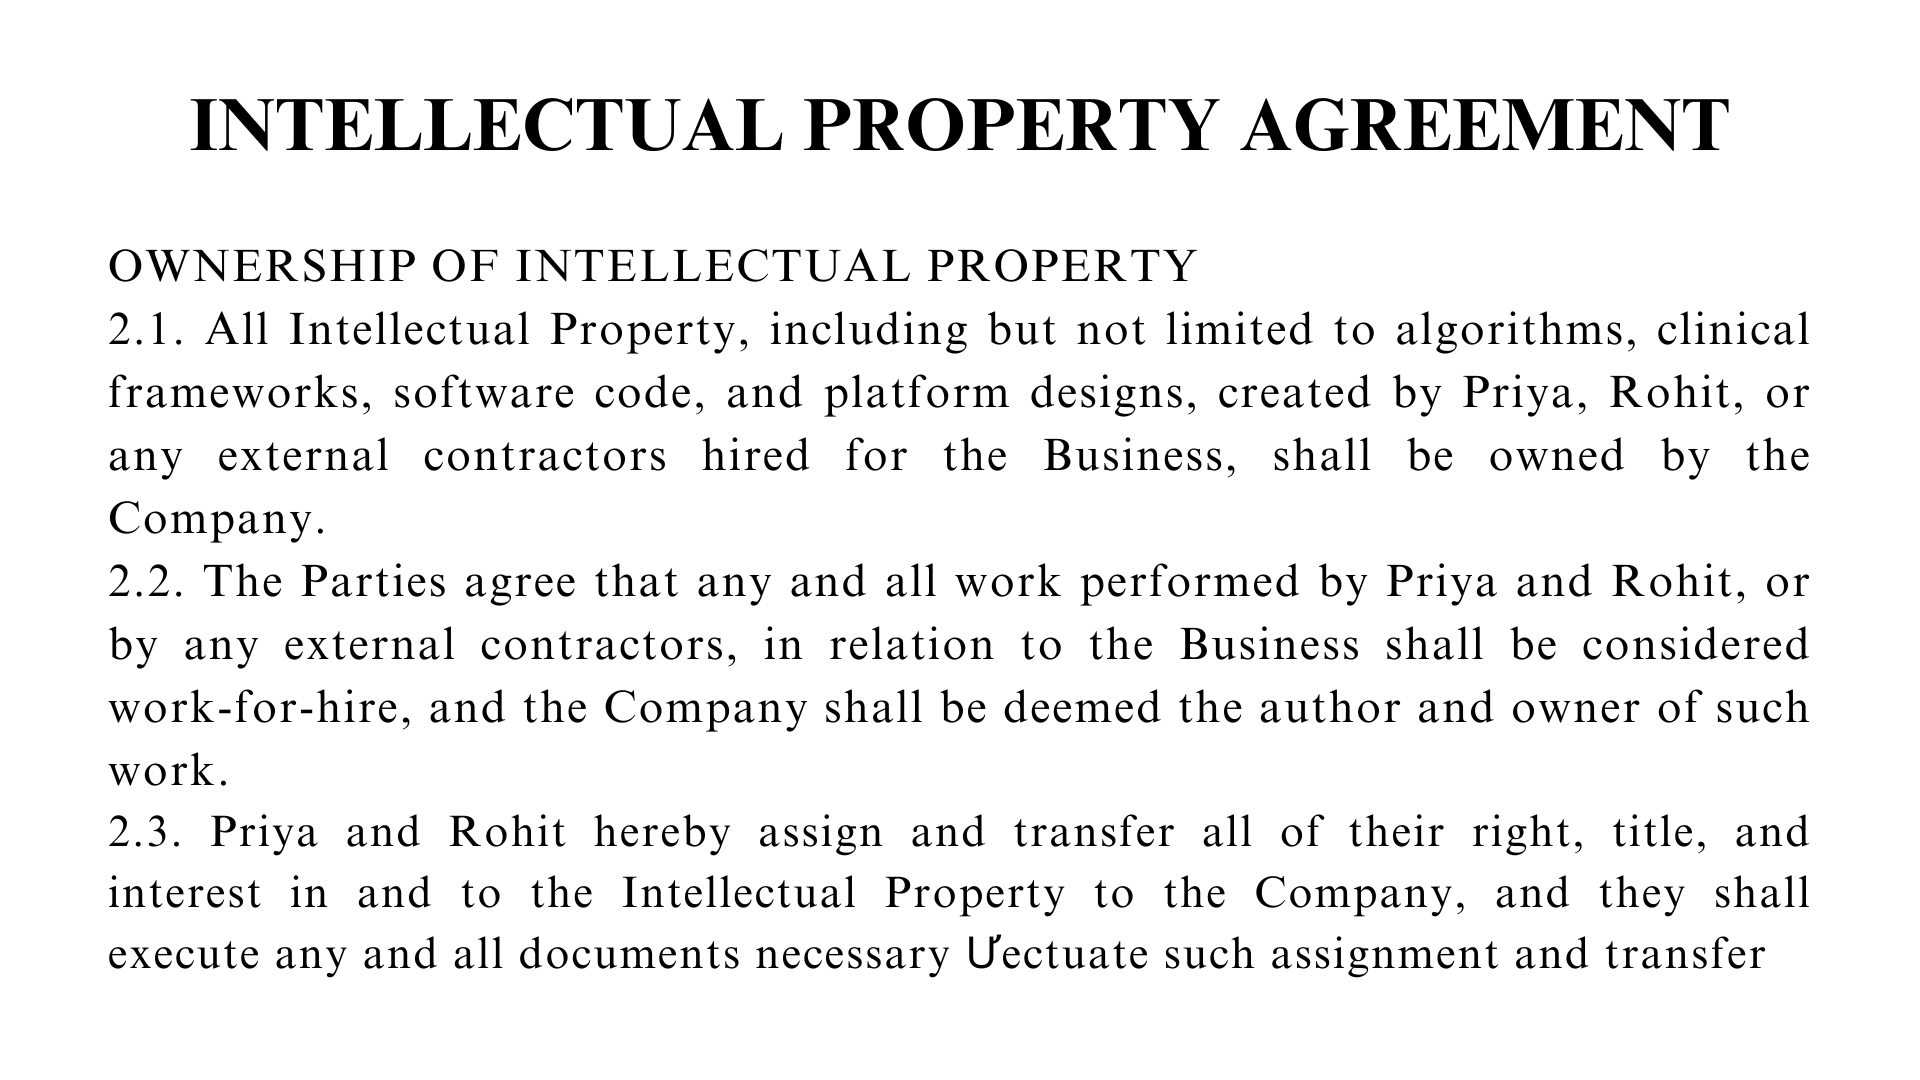 INTELLECTUAL PROPERTY AGREEMENT
OWNERSHIP OF INTELLECTUAL PROPERTY
2.1. All Intellectual Property, including but not limited to algorithms, clinical
frameworks, software code, and platform designs, created by Priya, Rohit, or
any external contractors hired for the Business, shall be owned by the
Company.
2.2. The Parties agree that any and all work performed by Priya and Rohit, or
by any external contractors, in relation to the Business shall be considered
work-for-hire, and the Company shall be deemed the author and owner of such
work.
2.3. Priya and Rohit hereby assign and transfer all of their right, title, and
interest in and to the Intellectual Property to the Company, and they shall
execute any and all documents necessary Ưectuate such assignment and transfer